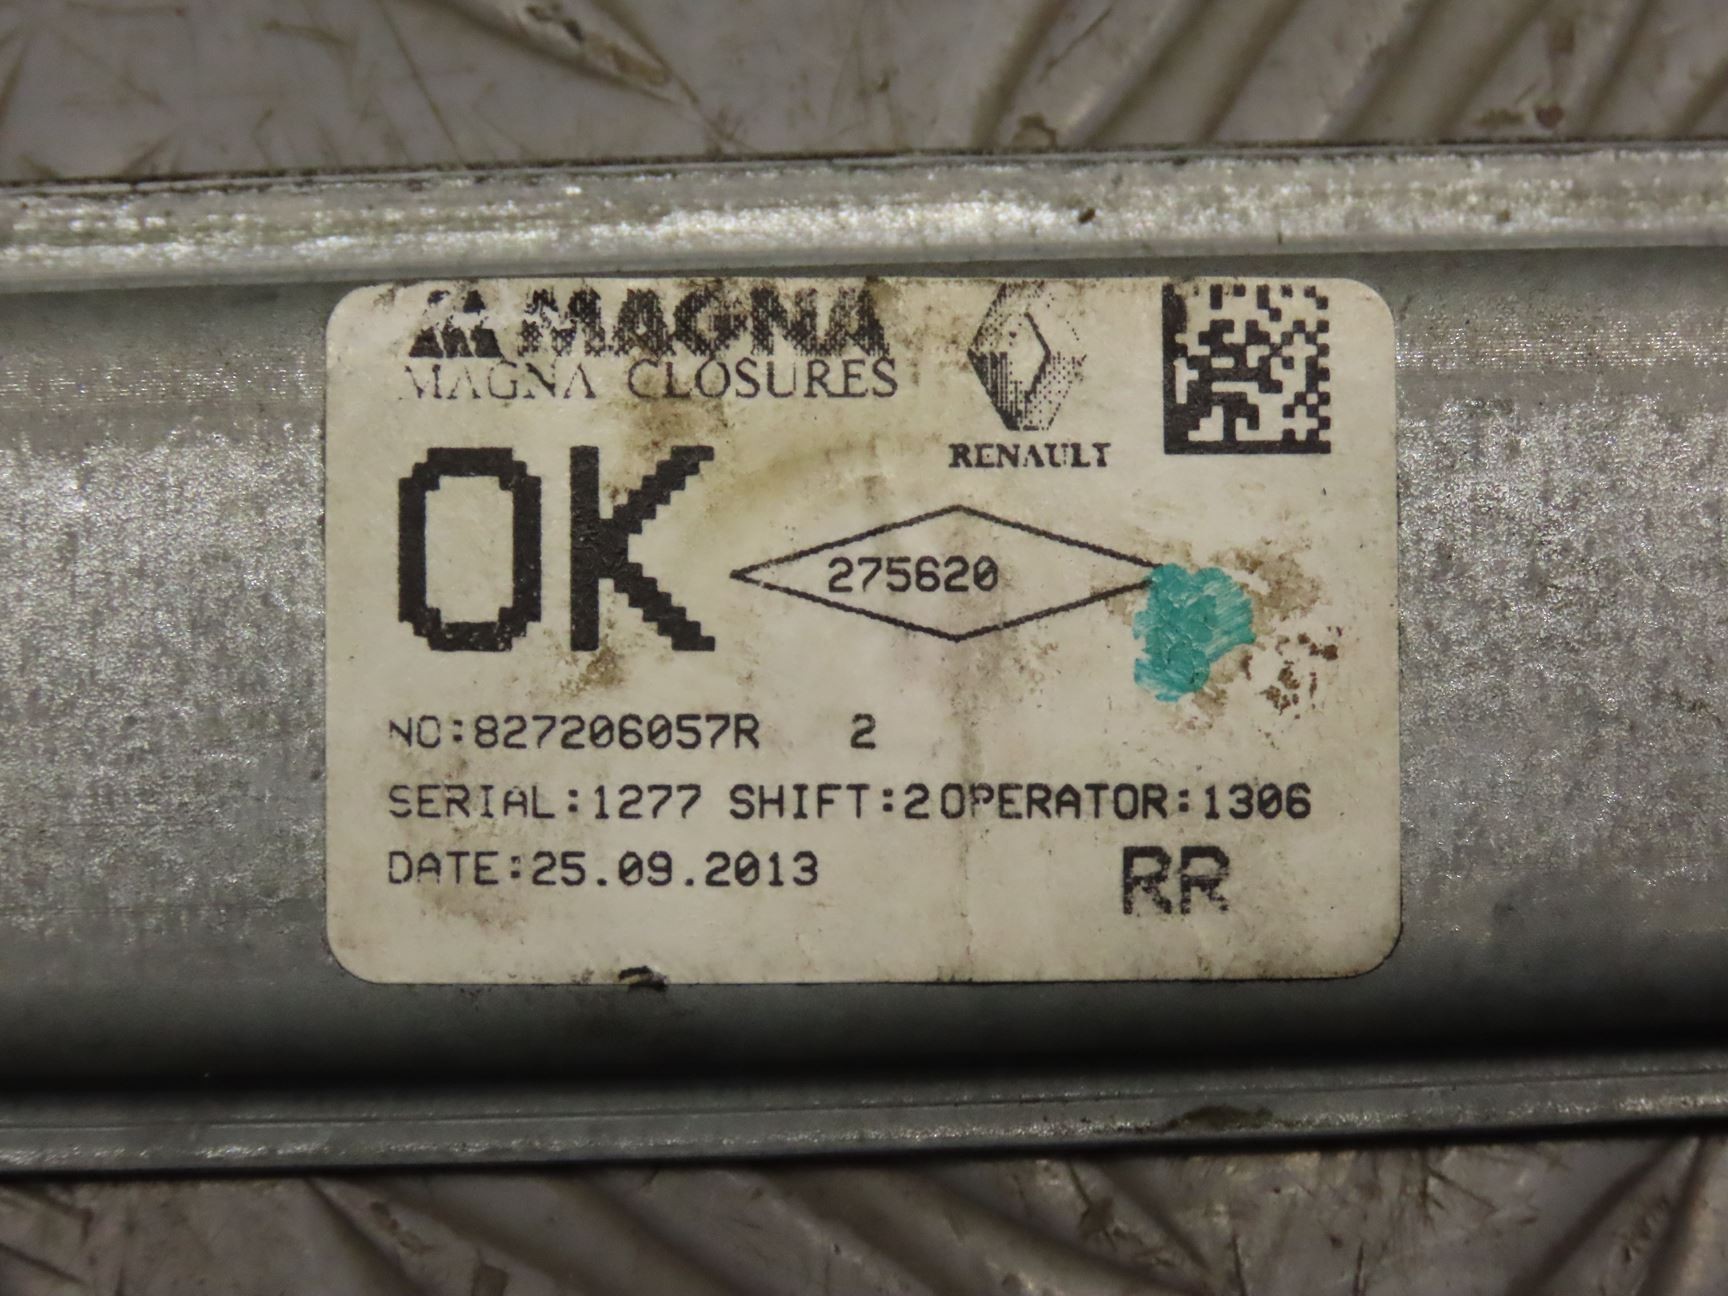 MAGNA
MAGNA CLOSURES
RENAULT
OK
275620
NO:827206057R 2
SERIAL:1277 SHIFT:2OPERATOR:1306
DATE:25.09.2013
RR